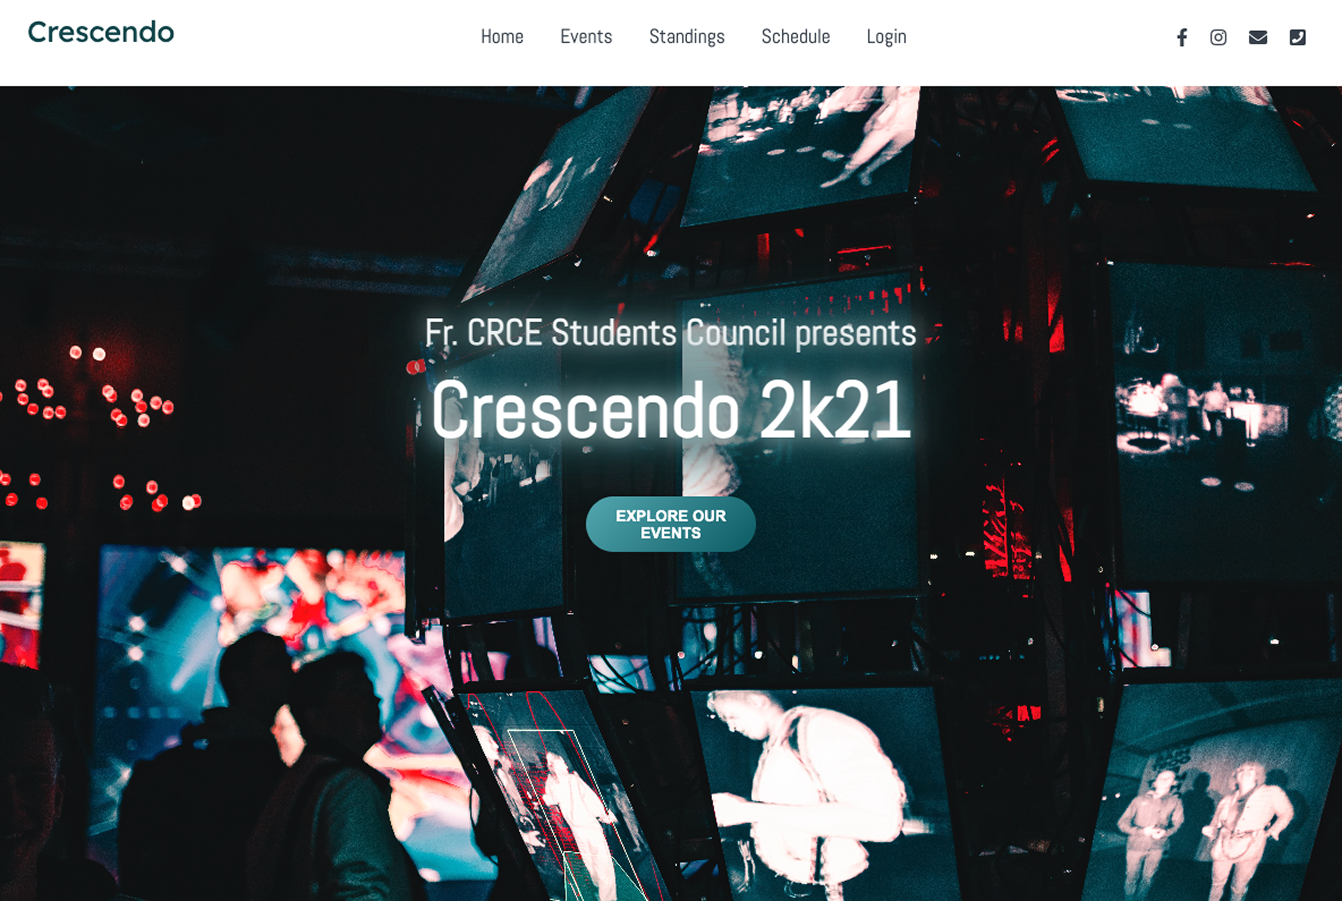 Crescendo
Home Events Standings Schedule Login
Fr. CRCE Students Council presents
Crescendo 2k21
EXPLORE OUR
EVENTS